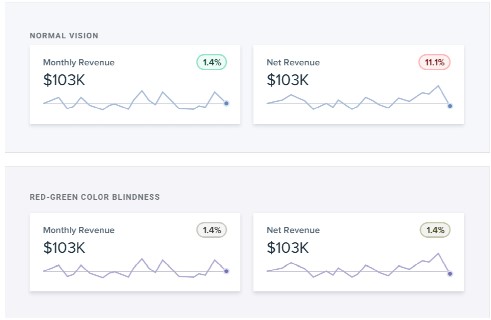 NORMAL VISION
Monthly Revenue 1.4%
$103K
Net Revenue 11.1%
$103K
RED-GREEN COLOR BLINDNESS
Monthly Revenue 1.4%
$103K
Net Revenue 1.4%
$103K